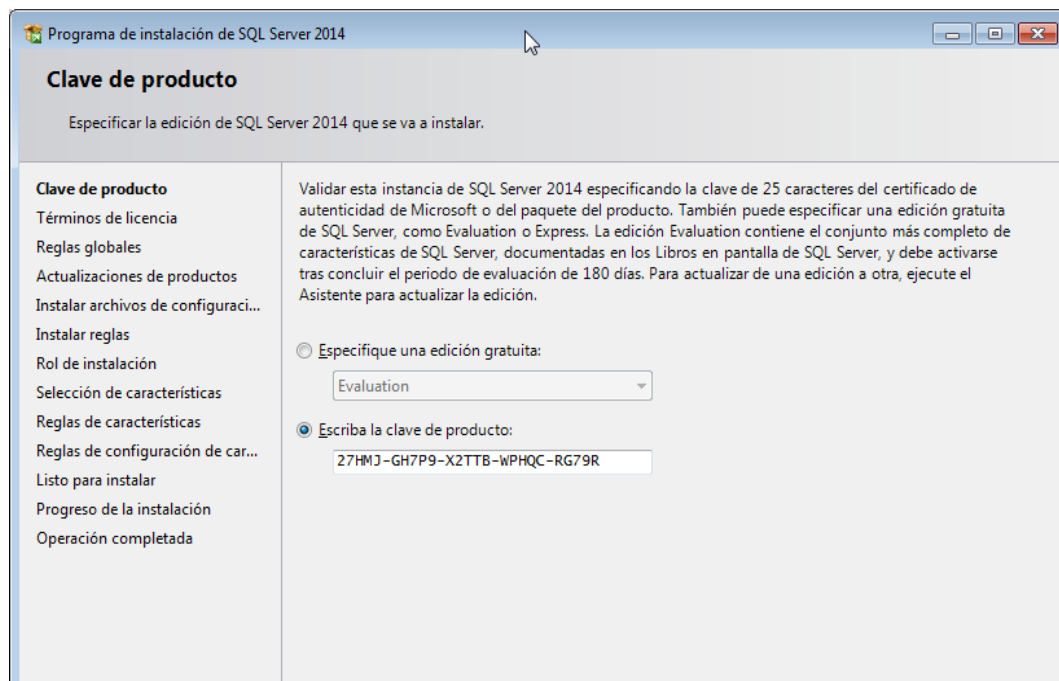 Programa de instalación de SQL Server 2014
Clave de producto
Especificar la edición de SQL Server 2014 que se va a instalar.
Clave de producto
Términos de licencia
Reglas globales
Actualizaciones de productos
Instalar archivos de configuraci...
Instalar reglas
Rol de instalación
Selección de características
Reglas de características
Reglas de configuración de car...
Listo para instalar
Progreso de la instalación
Operación completada
Validar esta instancia de SQL Server 2014 especificando la clave de 25 caracteres del certificado de
autenticidad de Microsoft o del paquete del producto. También puede especificar una edición gratuita
de SQL Server, como Evaluation o Express. La edición Evaluation contiene el conjunto más completo de
características de SQL Server, documentadas en los Libros en pantalla de SQL Server, y debe activarse
tras concluir el periodo de evaluación de 180 días. Para actualizar de una edición a otra, ejecute el
Asistente para actualizar la edición.
Especifique una edición gratuita:
Evaluation
Escriba la clave de producto:
27HMJ-GH7P9-X2TTB-WPHQC-RG79R